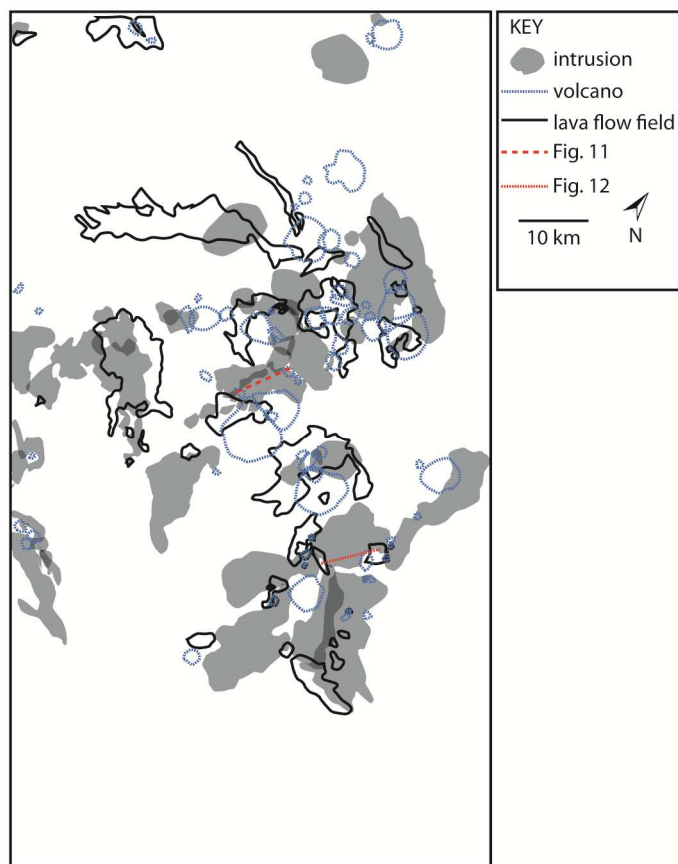 KEY
intrusion
volcano
lava flow field
Fig. 11
Fig. 12
10 km
N